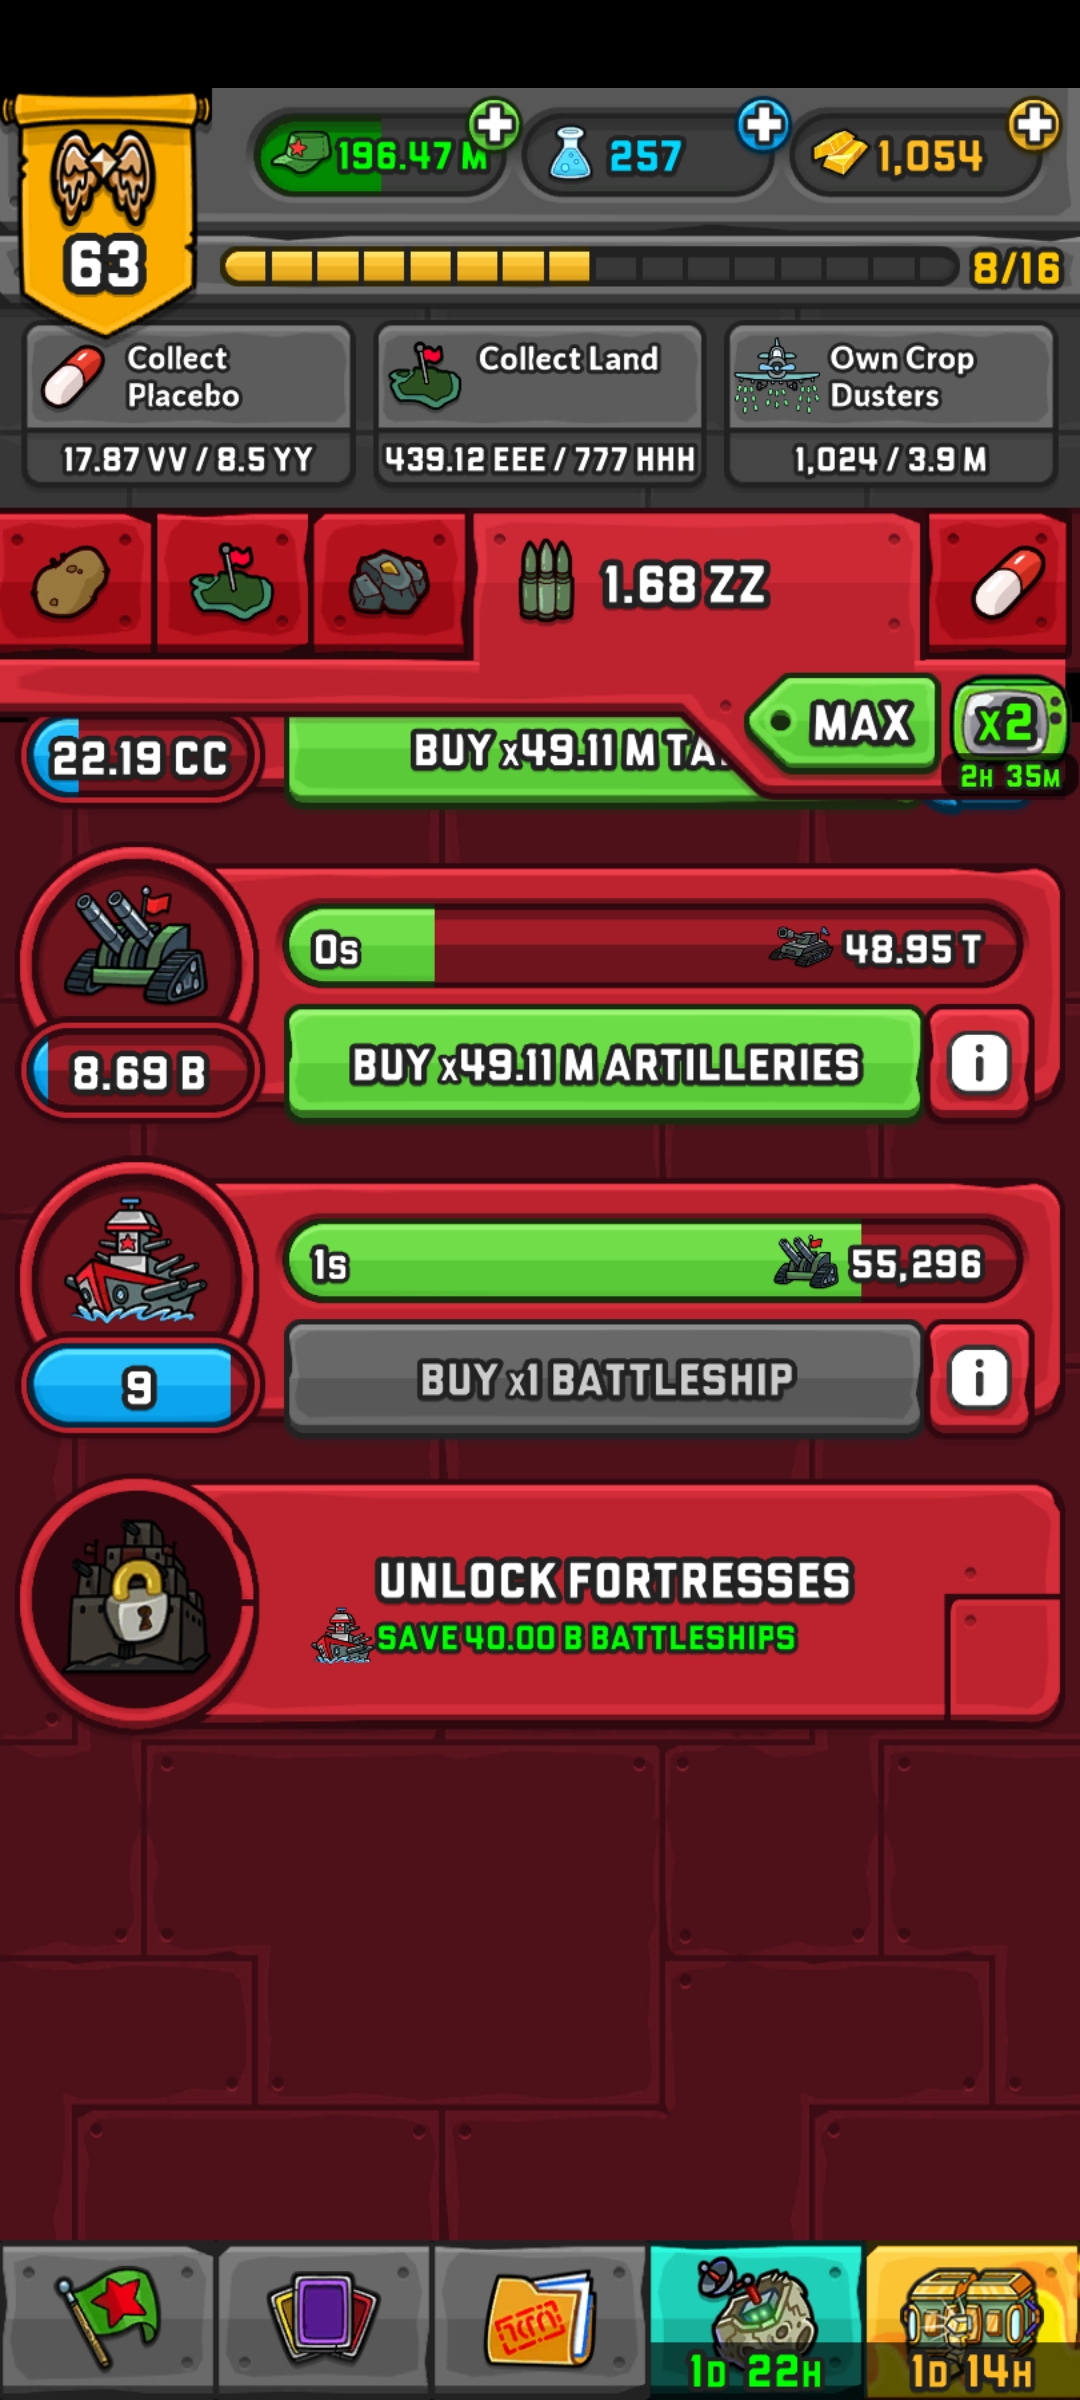 196.47 M
257
1,054
63
8/16
Collect
Placebo
17.87 VV / 8.5 YY
Collect Land
439.12 EEE / 777 HHH
Own Crop
Dusters
1,024 / 3.9 M
1.68 ZZ
MAX
x2
2H 35M
22.19 CC
BUY x49.11 M TA
0s
48.95 T
8.69 B
BUY x49.11 M ARTILLERIES
i
1s
55,296
9
BUY x1 BATTLESHIP
i
UNLOCK FORTRESSES
SAVE 40.00 B BATTLESHIPS
1D 22H
1D 14H